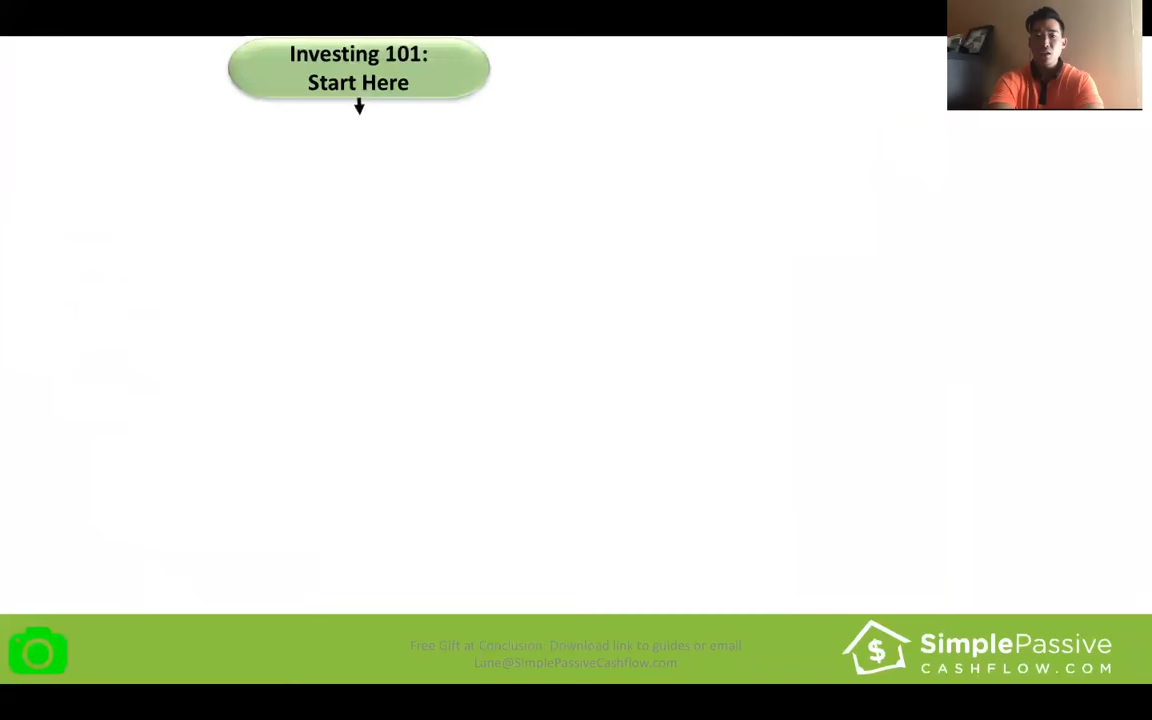 Investing 101:
Start Here
Free Gift at Conclusion. Download link to guides or email
Lane@SimplePassiveCashflow.com
$
SimplePassive
CASHFLOW.COM